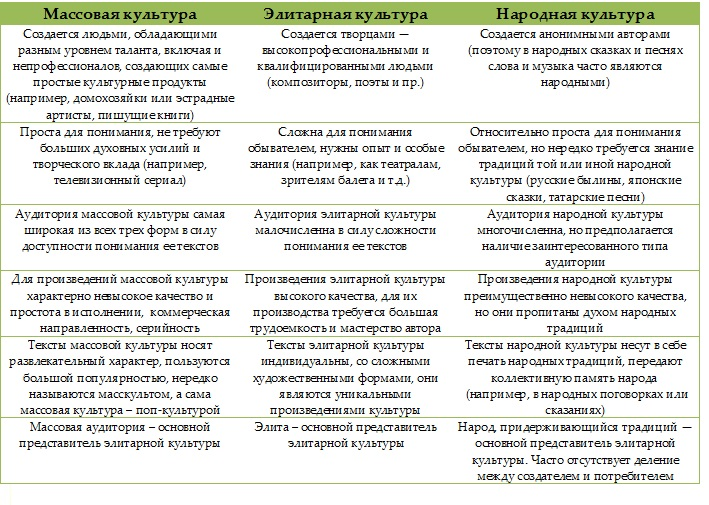 Массовая культура
Элитарная культура
Народная культура
Создается людьми, обладающими
разным уровнем таланта, включая и
непрофессионалов, создающих самые
простые культурные продукты
(например, домохозяйки или эстрадные
артисты, пишущие книги)
Создается творцами —
высокопрофессиональными и
квалифицированными людьми
(композиторы, поэты и пр.)
Создается анонимными авторами
(поэтому в народных сказках и песнях
слова и музыка часто являются
народными)
Проста для понимания, не требуют
больших духовных усилий и
творческого вклада (например,
телевизионный сериал)
Сложна для понимания
обывателем, нужны опыт и особые
знания (например, как театралам,
зрителям балета и т.д.)
Относительно проста для понимания
обывателем, но нередко требуется знание
традиций той или иной народной
культуры (русские былины, японские
сказки, татарские песни)
Аудитория массовой культуры самая
широкая из всех трех форм в силу
доступности понимания ее текстов
Аудитория элитарной культуры
малочисленна в силу сложности
понимания ее текстов
Аудитория народной культуры
многочисленна, но предполагается
наличие заинтересованного типа
аудитории
Для произведений массовой культуры
характерно невысокое качество и
простота в исполнении, коммерческая
направленность, серийность
Произведения элитарной культуры
высокого качества, для их
производства требуется большая
трудоемкость и мастерство автора
Произведения народной культуры
преимущественно невысокого качества,
но они пропитаны духом народных
традиций
Тексты массовой культуры носят
развлекательный характер, пользуются
большой популярностью, нередко
называются масскультом, а сама
массовая культура – поп-культурой
Тексты элитарной культуры
индивидуальны, со сложными
художественными формами, они
являются уникальными
произведениями культуры
Тексты народной культуры несут в себе
печать народных традиций, передают
коллективную память народа
(например, в народных поговорках или
сказаниях)
Массовая аудитория – основной
представитель элитарной культуры
Элита – основной представитель
элитарной культуры
Народ, придерживающийся традиций —
основной представитель элитарной
культуры. Часто отсутствует деление
между создателем и потребителем